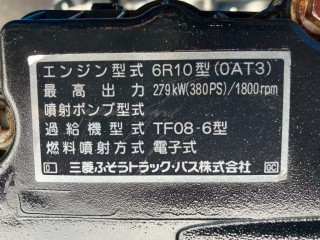 エンジン型式 6R10型(0AT3)
最高出力 279kW(380PS)/1800rpm
噴射ポンプ型式
過給機型式 TF08-6型
燃料噴射方式 電子式
三菱ふそうトラック・バス株式会社